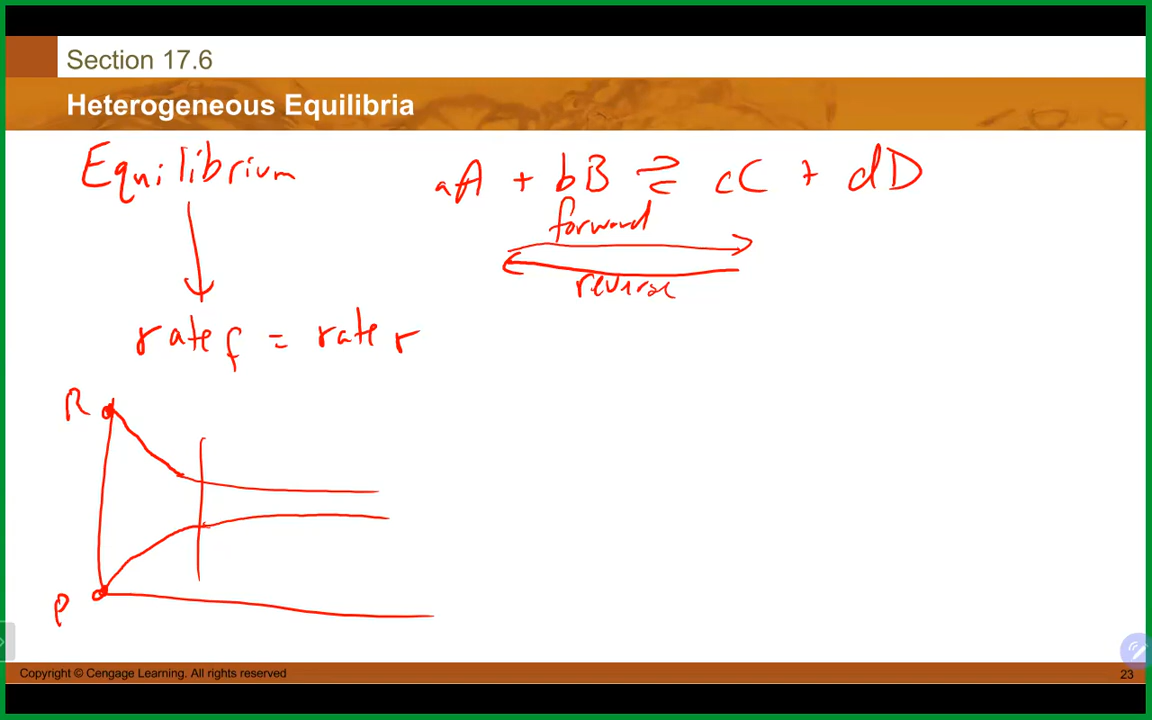 Section 17.6
Heterogeneous Equilibria
Equilibrium
aA + bB ⇌ cC + dD
forward
reverse
rate f = rate r
R
P
Copyright © Cengage Learning. All rights reserved
23